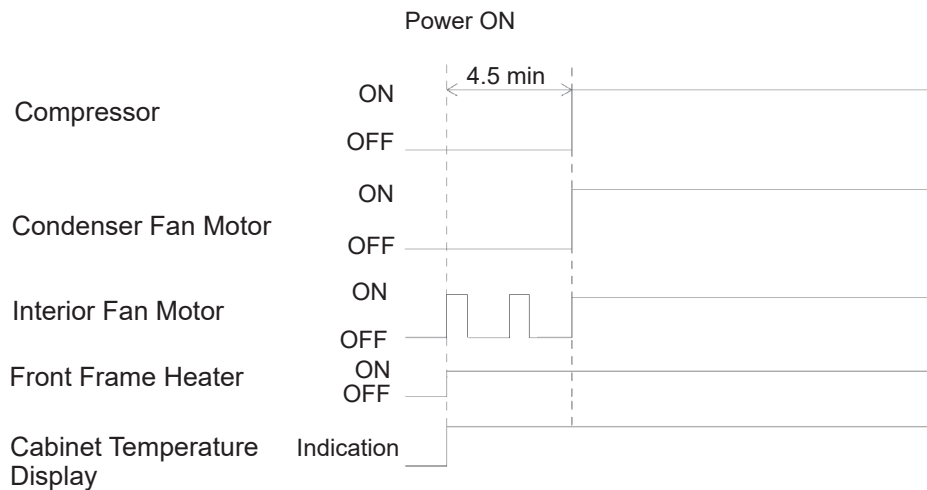 Power ON
4.5 min
Compressor
ON
OFF
Condenser Fan Motor
ON
OFF
Interior Fan Motor
ON
OFF
Front Frame Heater
ON
OFF
Cabinet Temperature
Display
Indication